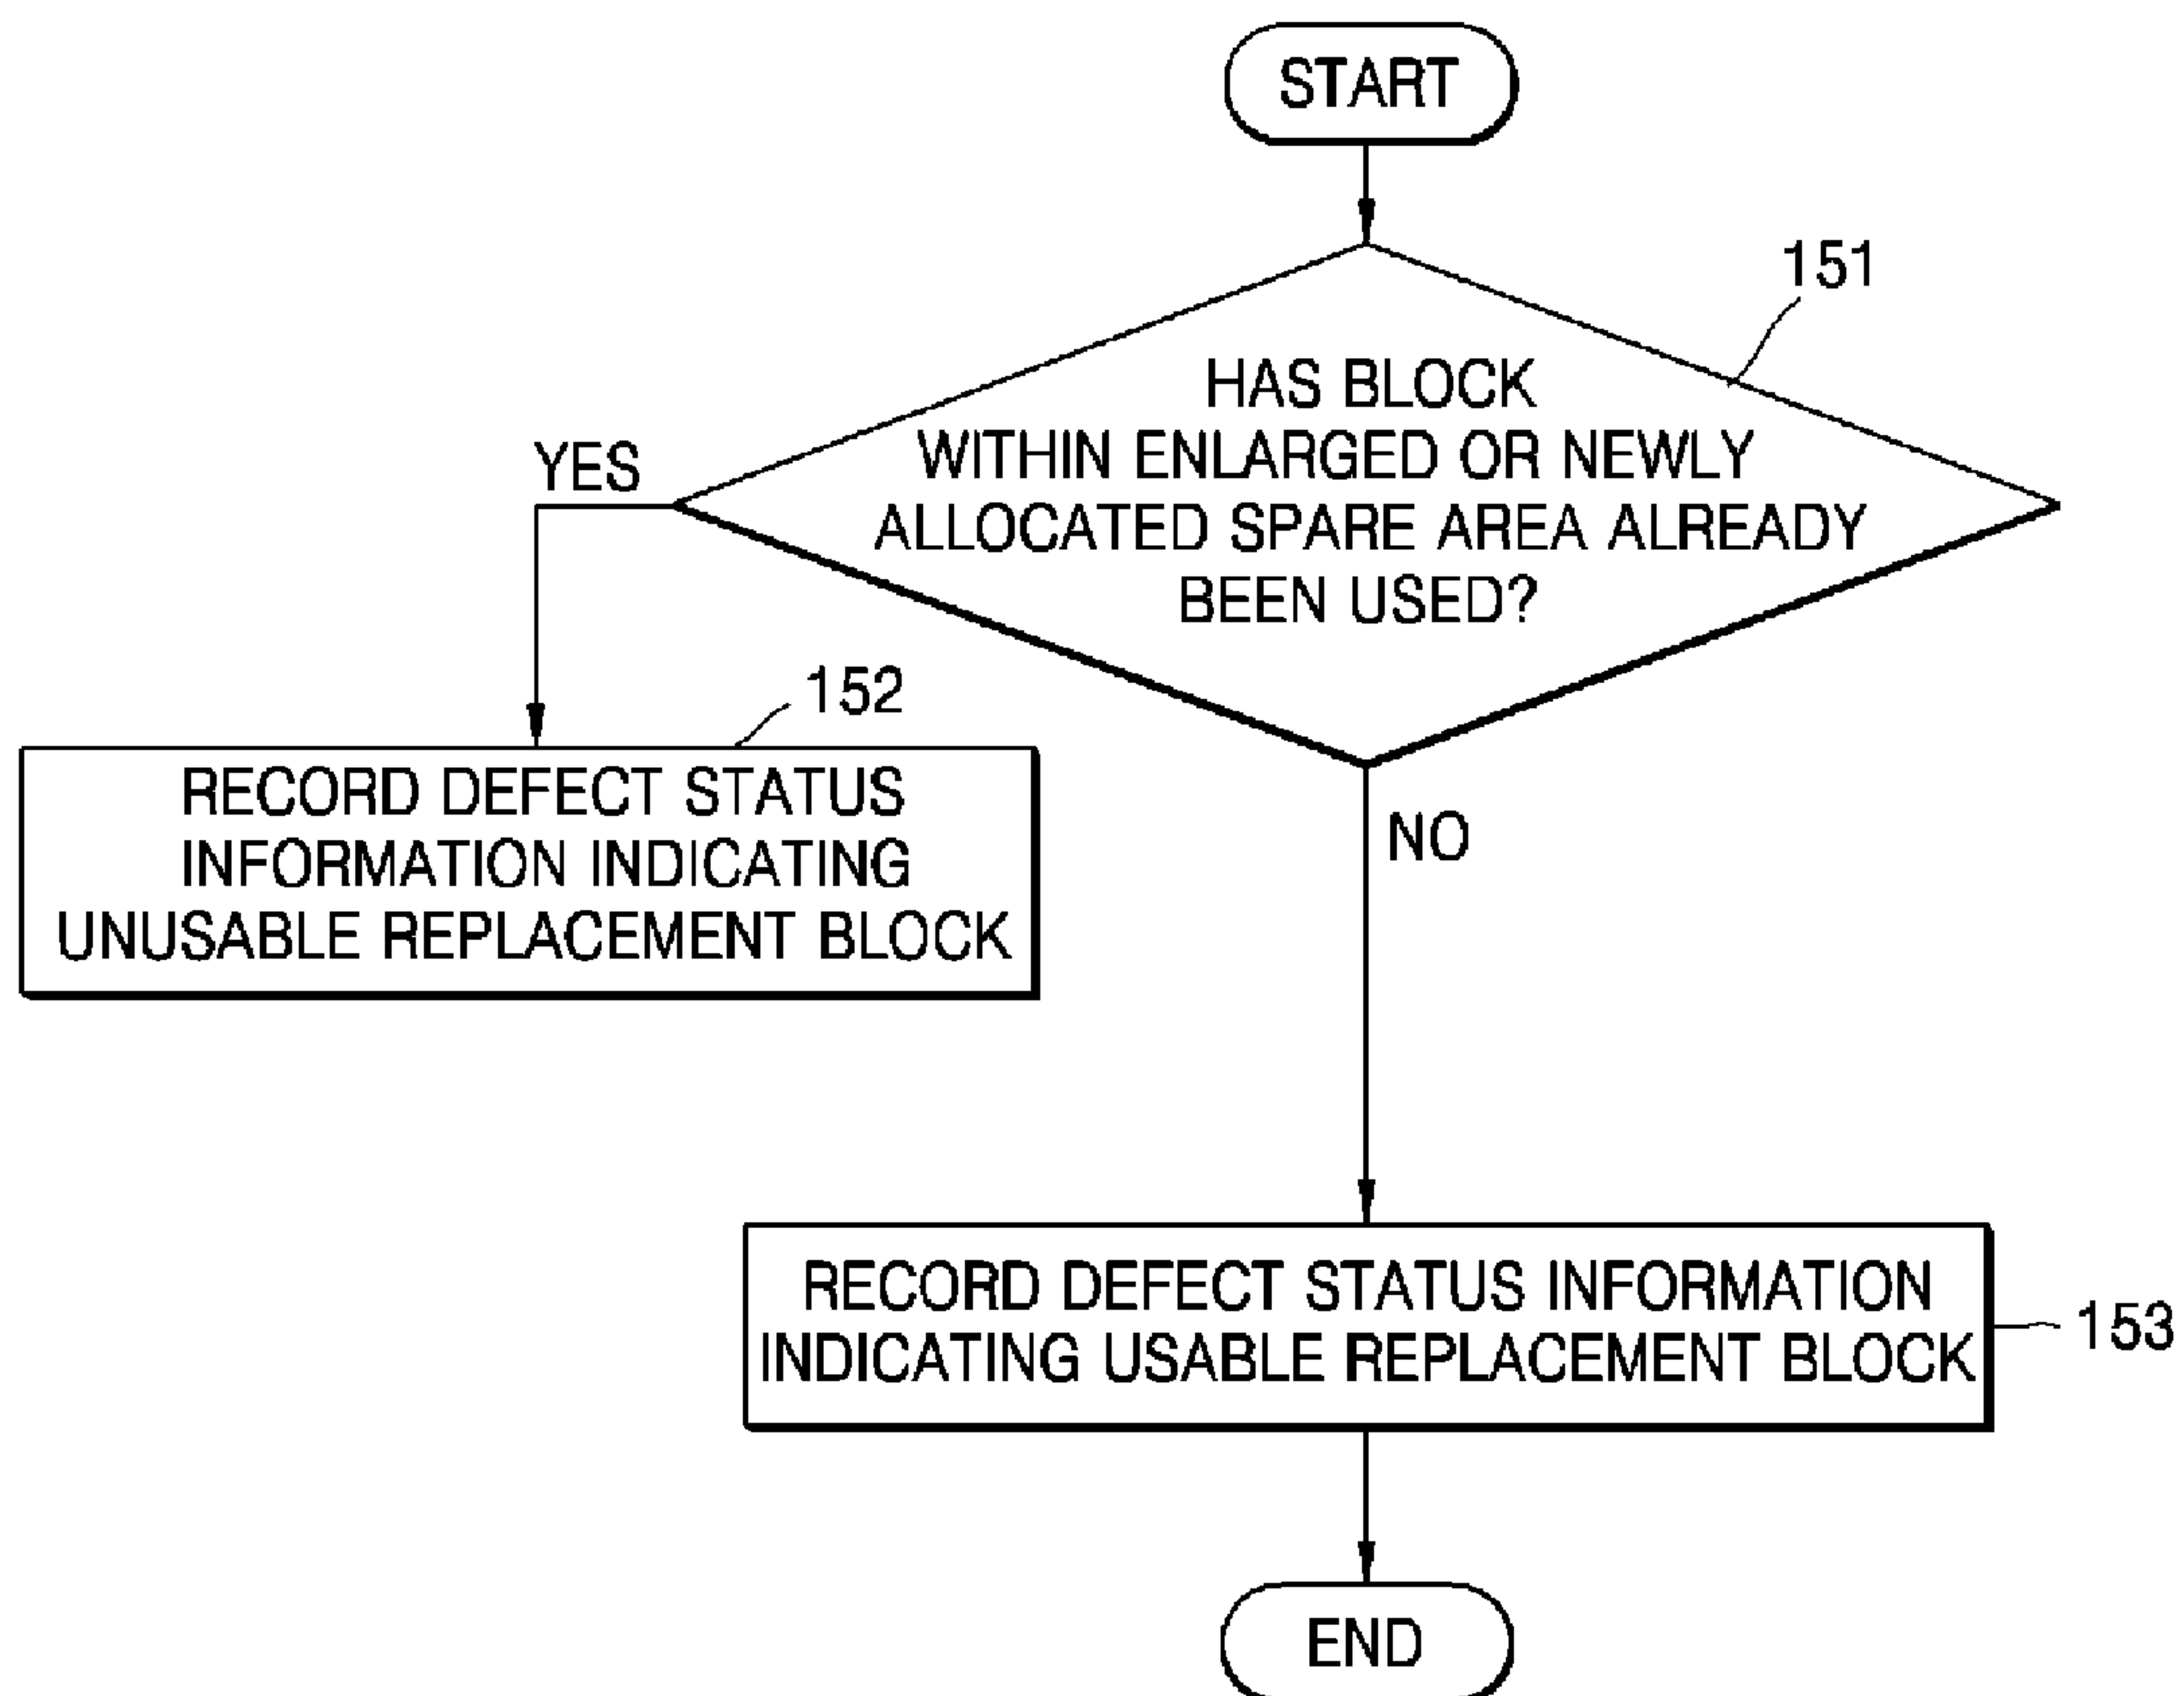 START
151
HAS BLOCK
WITHIN ENLARGED OR NEWLY
ALLOCATED SPARE AREA ALREADY
BEEN USED?
YES
152
RECORD DEFECT STATUS
INFORMATION INDICATING
UNUSABLE REPLACEMENT BLOCK
NO
RECORD DEFECT STATUS INFORMATION
INDICATING USABLE REPLACEMENT BLOCK
153
END